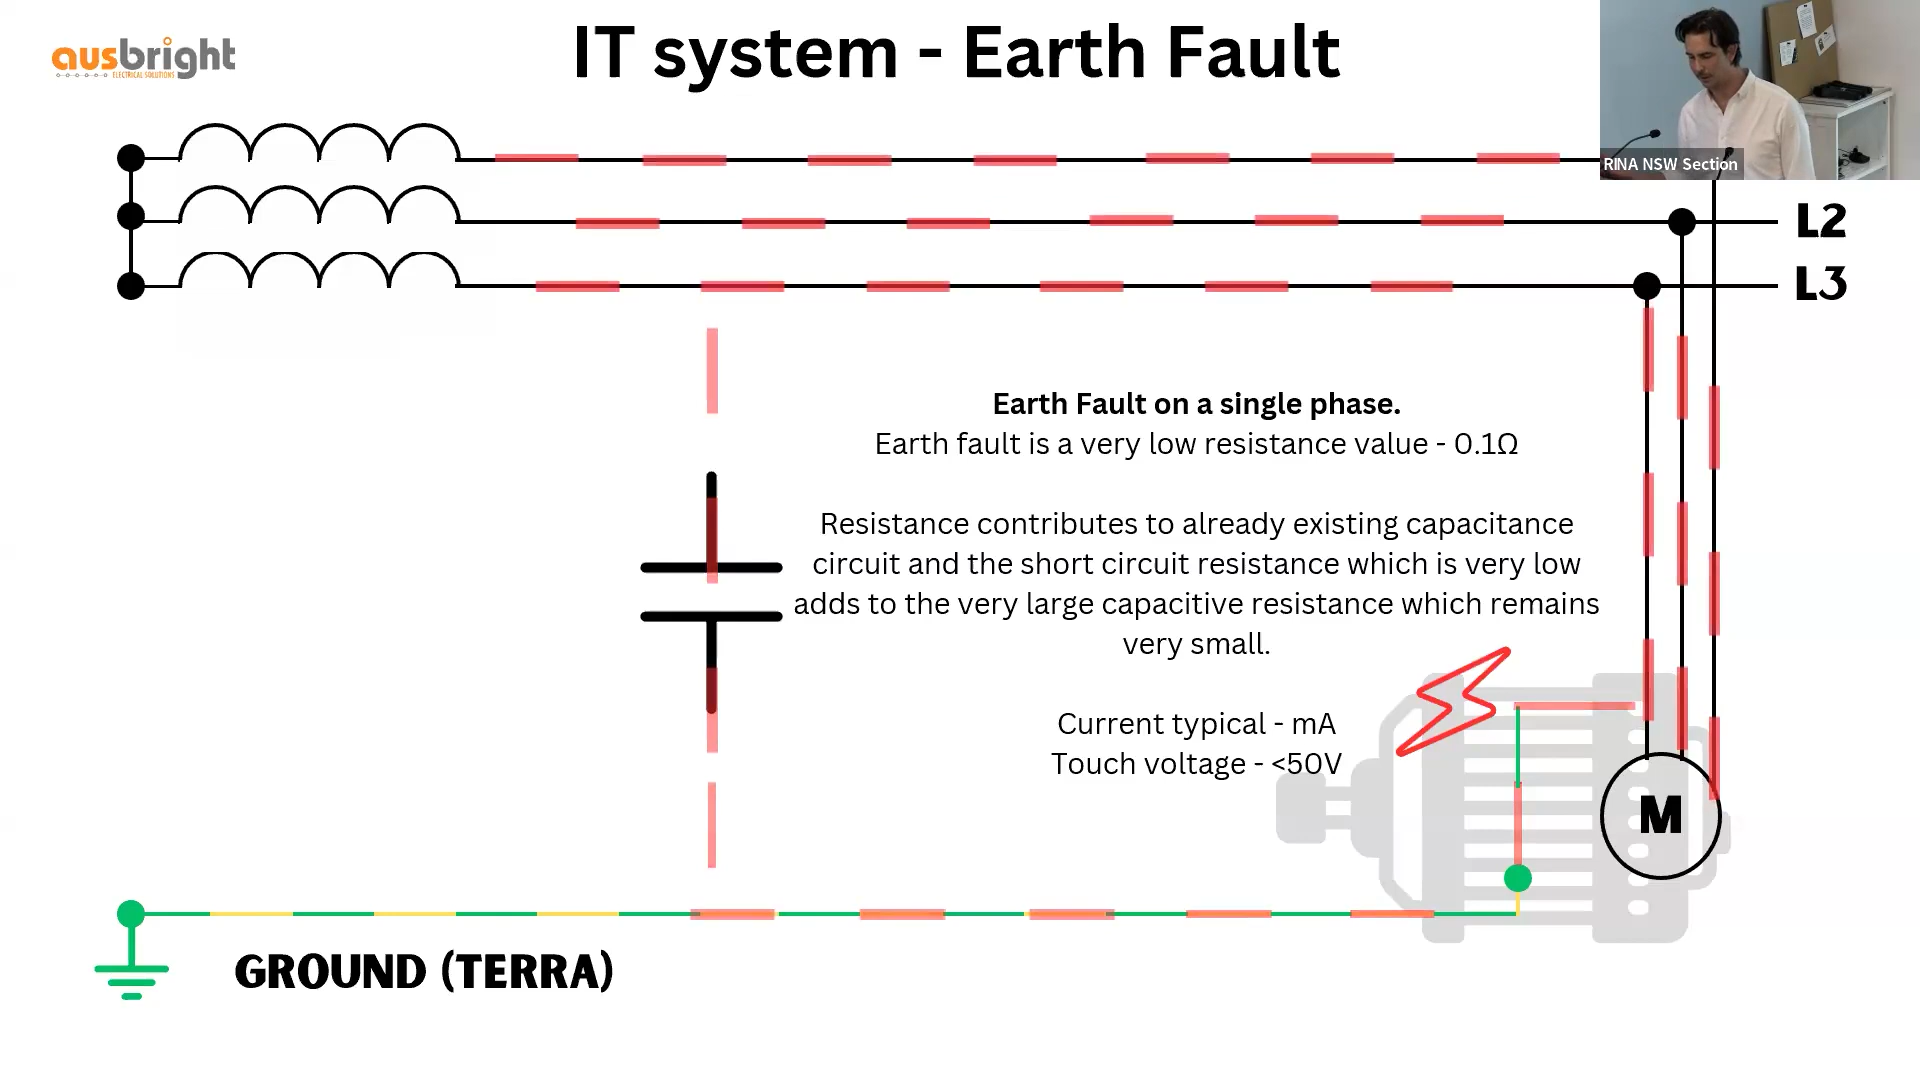 ausbright
ELECTRICAL SOLUTIONS
IT system - Earth Fault
RINA NSW Section
L2
L3
Earth Fault on a single phase.
Earth fault is a very low resistance value - 0.1Ω
Resistance contributes to already existing capacitance
circuit and the short circuit resistance which is very low
adds to the very large capacitive resistance which remains
very small.
Current typical - mA
Touch voltage - <50V
M
GROUND (TERRA)